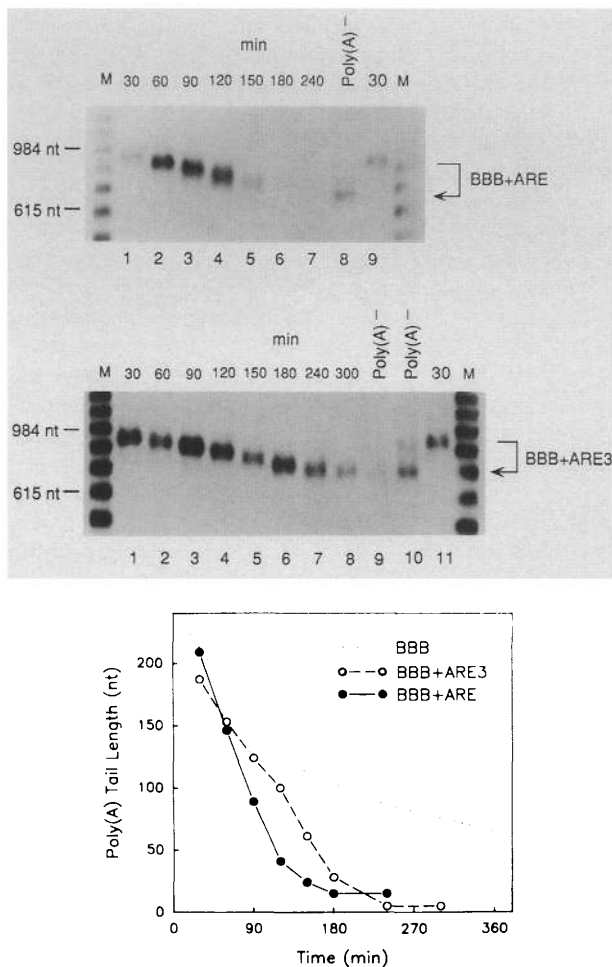 min
Poly(A) –
M 30 60 90 120 150 180 240 30 M
984 nt
BBB+ARE
615 nt
1 2 3 4 5 6 7 8 9
min
Poly(A) –
Poly(A) –
M 30 60 90 120 150 180 240 300 30 M
984 nt
BBB+ARE3
615 nt
1 2 3 4 5 6 7 8 9 10 11
BBB
BBB+ARE3
BBB+ARE
Poly(A) Tail Length (nt)
200
150
100
50
0
0 90 180 270 360
Time (min)